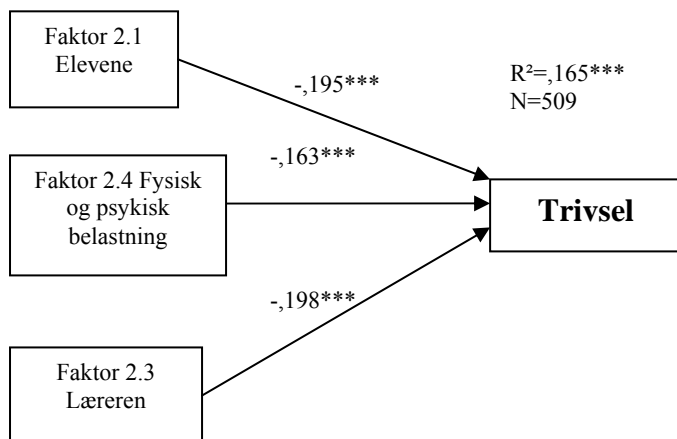 Faktor 2.1
Elevene
-,195***
R²=,165***
N=509
-,163***
Faktor 2.4 Fysisk
og psykisk
belastning
Trivsel
-,198***
Faktor 2.3
Læreren